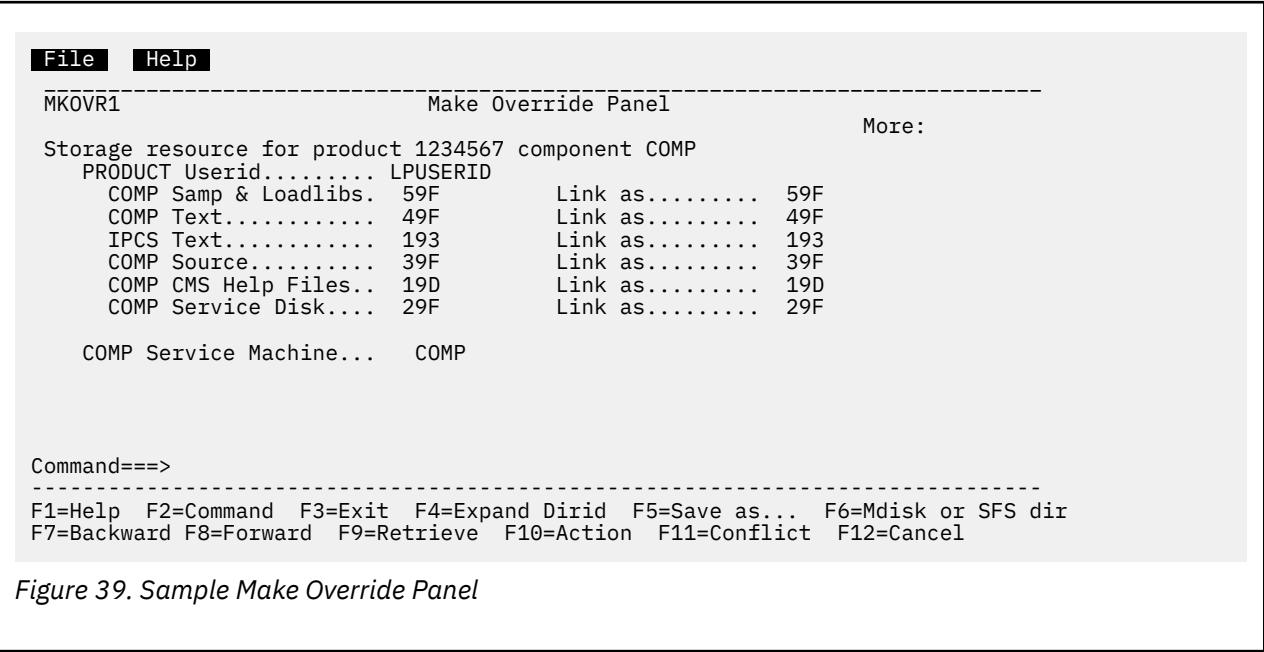 File Help
MKOVR1 Make Override Panel
More:
Storage resource for product 1234567 component COMP
PRODUCT Userid......... LPUSERID
COMP Samp & Loadlibs. 59F Link as......... 59F
COMP Text............ 49F Link as......... 49F
IPCS Text............ 193 Link as......... 193
COMP Source.......... 39F Link as......... 39F
COMP CMS Help Files.. 19D Link as......... 19D
COMP Service Disk.... 29F Link as......... 29F
COMP Service Machine... COMP
Command===>
-------------------------------------------------------------------------------
F1=Help F2=Command F3=Exit F4=Expand Dirid F5=Save as... F6=Mdisk or SFS dir
F7=Backward F8=Forward F9=Retrieve F10=Action F11=Conflict F12=Cancel
Figure 39. Sample Make Override Panel